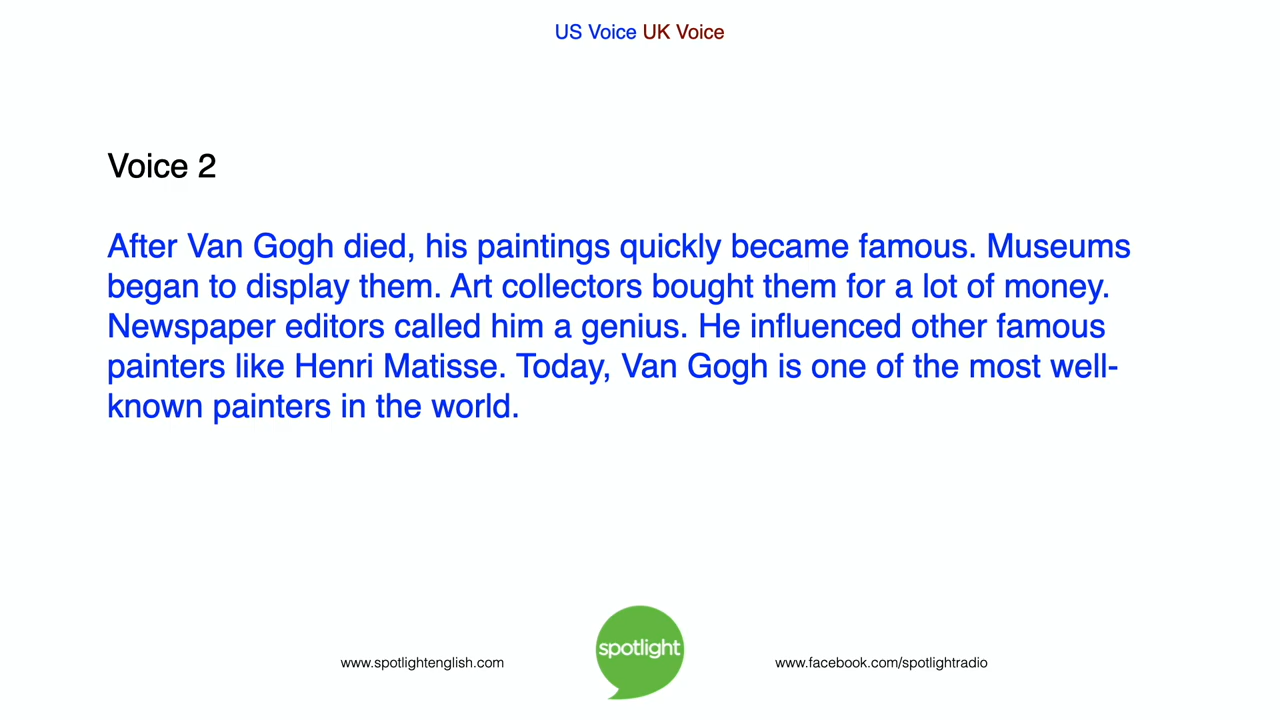 US Voice UK Voice
Voice 2
After Van Gogh died, his paintings quickly became famous. Museums
began to display them. Art collectors bought them for a lot of money.
Newspaper editors called him a genius. He influenced other famous
painters like Henri Matisse. Today, Van Gogh is one of the most well-
known painters in the world.
spotlight
www.spotlightenglish.com
www.facebook.com/spotlightradio